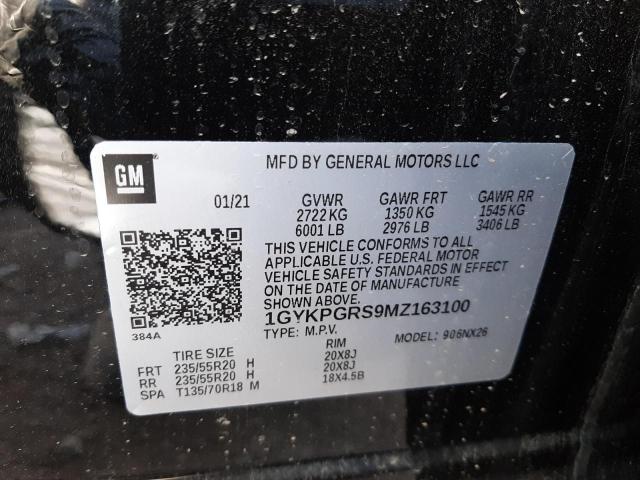 GM
MFD BY GENERAL MOTORS LLC
01/21 GVWR GAWR FRT GAWR RR
2722 KG 1350 KG 1545 KG
6001 LB 2976 LB 3406 LB
THIS VEHICLE CONFORMS TO ALL
APPLICABLE U.S. FEDERAL MOTOR
VEHICLE SAFETY STANDARDS IN EFFECT
ON THE DATE OF MANUFACTURE
SHOWN ABOVE.
1GYKPGRS9MZ163100
384A
TYPE: M.P.V. MODEL: 906NX26
TIRE SIZE RIM
FRT 235/55R20 H 20X8J
RR 235/55R20 H 20X8J
SPA T135/70R18 M 18X4.5B